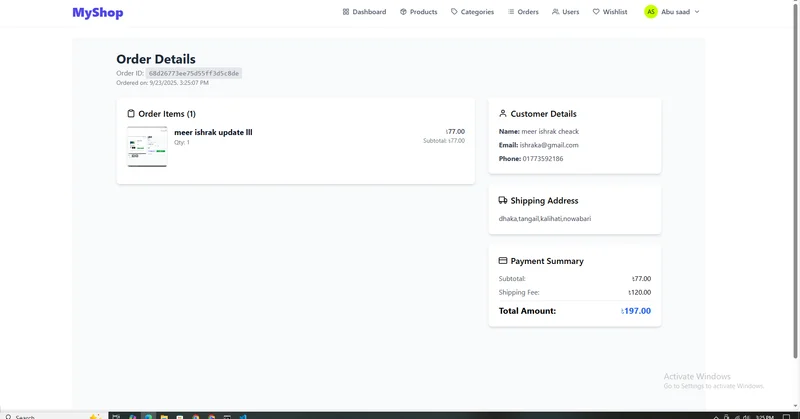 MyShop
Dashboard Products Categories Orders Users Wishlist AS Abu saad
Order Details
Order ID: 68d26773ee75d55ff3d5c8de
Ordered on: 9/23/2025, 3:25:07 PM
Order Items (1)
meer ishrak update lll
Qty: 1
৳77.00
Subtotal: ৳77.00
Customer Details
Name: meer ishrak cheack
Email: ishraka@gmail.com
Phone: 01773592186
Shipping Address
dhaka,tangail,kalihati,nowabari
Payment Summary
Subtotal: ৳77.00
Shipping Fee: ৳120.00
Total Amount: ৳197.00
Activate Windows
Go to Settings to activate Windows.
Search
3:25 PM